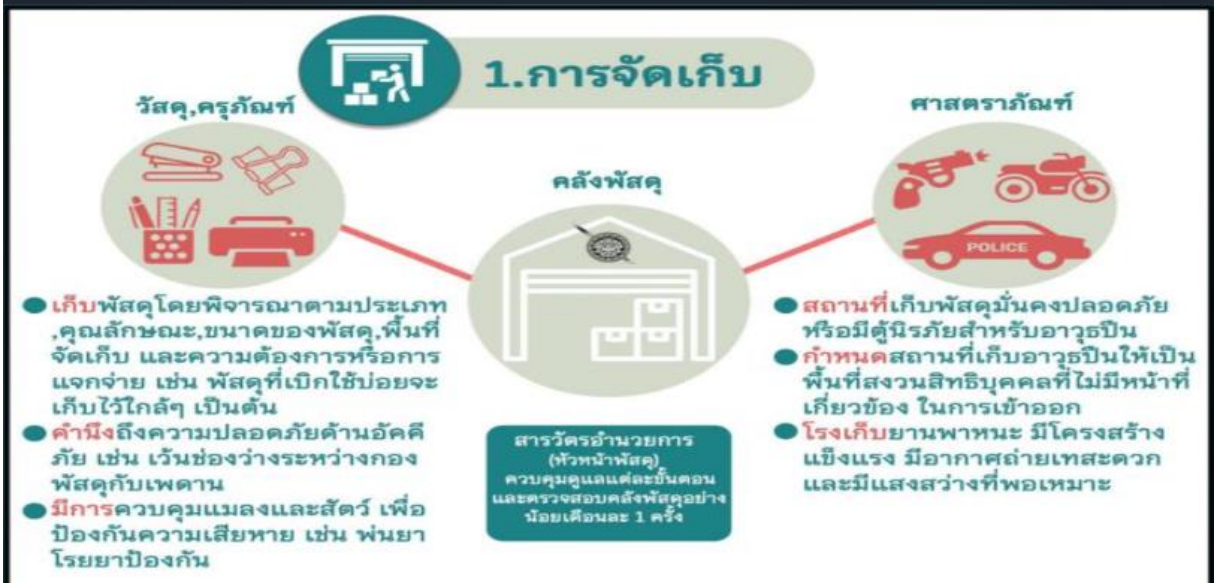 1.การจัดเก็บ
วัสดุ,ครุภัณฑ์
เก็บพัสดุโดยพิจารณาตามประเภท
,คุณลักษณะ,ขนาดของพัสดุ,พื้นที่
จัดเก็บ และความต้องการหรือการ
แจกจ่าย เช่น พัสดุที่เบิกใช้บ่อยจะ
เก็บไว้ใกล้ๆ เป็นต้น
คำนึงถึงความปลอดภัยด้านอัคคี
ภัย เช่น เว้นช่องว่างระหว่างกอง
พัสดุกับเพดาน
มีการควบคุมแมลงและสัตว์ เพื่อ
ป้องกันความเสียหาย เช่น พ่นยา
โรยยาป้องกัน
คลังพัสดุ
สารวัตรอำนวยการ
(หัวหน้าพัสดุ)
ควบคุมดูแลแต่ละขั้นตอน
และตรวจสอบคลังพัสดุอย่าง
น้อยเดือนละ 1 ครั้ง
ศาสตราภัณฑ์
POLICE
สถานที่เก็บพัสดุมั่นคงปลอดภัย
หรือมีตู้นิรภัยสำหรับอาวุธปืน
กำหนดสถานที่เก็บอาวุธปืนให้เป็น
พื้นที่สงวนสิทธิบุคคลที่ไม่มีหน้าที่
เกี่ยวข้อง ในการเข้าออก
โรงเก็บยานพาหนะ มีโครงสร้าง
แข็งแรง มีอากาศถ่ายเทสะดวก
และมีแสงสว่างที่พอเหมาะ